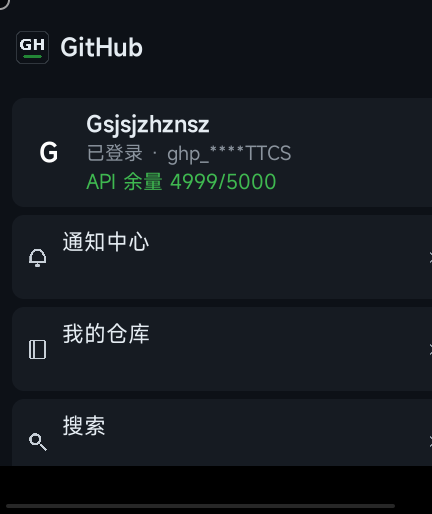 GH GitHub
Gsjsjzhznsz
G
已登录 · ghp_****TTCS
API 余量 4999/5000
通知中心
我的仓库
搜索